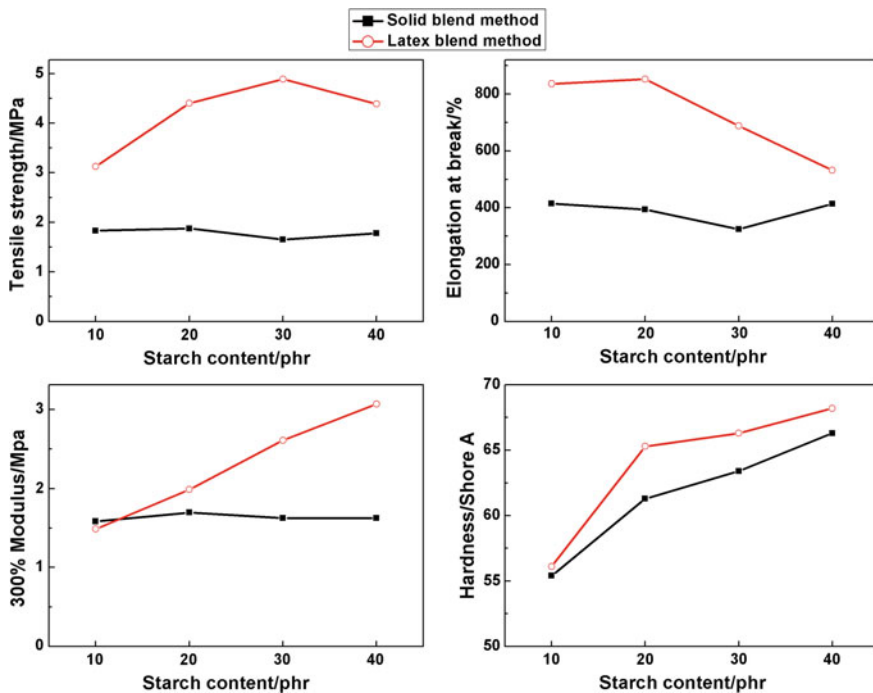 Solid blend method
Latex blend method
Tensile strength/MPa
5
4
3
2
1
0
10 20 30 40
Starch content/phr
Elongation at break/%
800
600
400
200
0
10 20 30 40
Starch content/phr
300% Modulus/Mpa
3
2
1
0
10 20 30 40
Starch content/phr
Hardness/Shore A
70
65
60
55
50
10 20 30 40
Starch content/phr